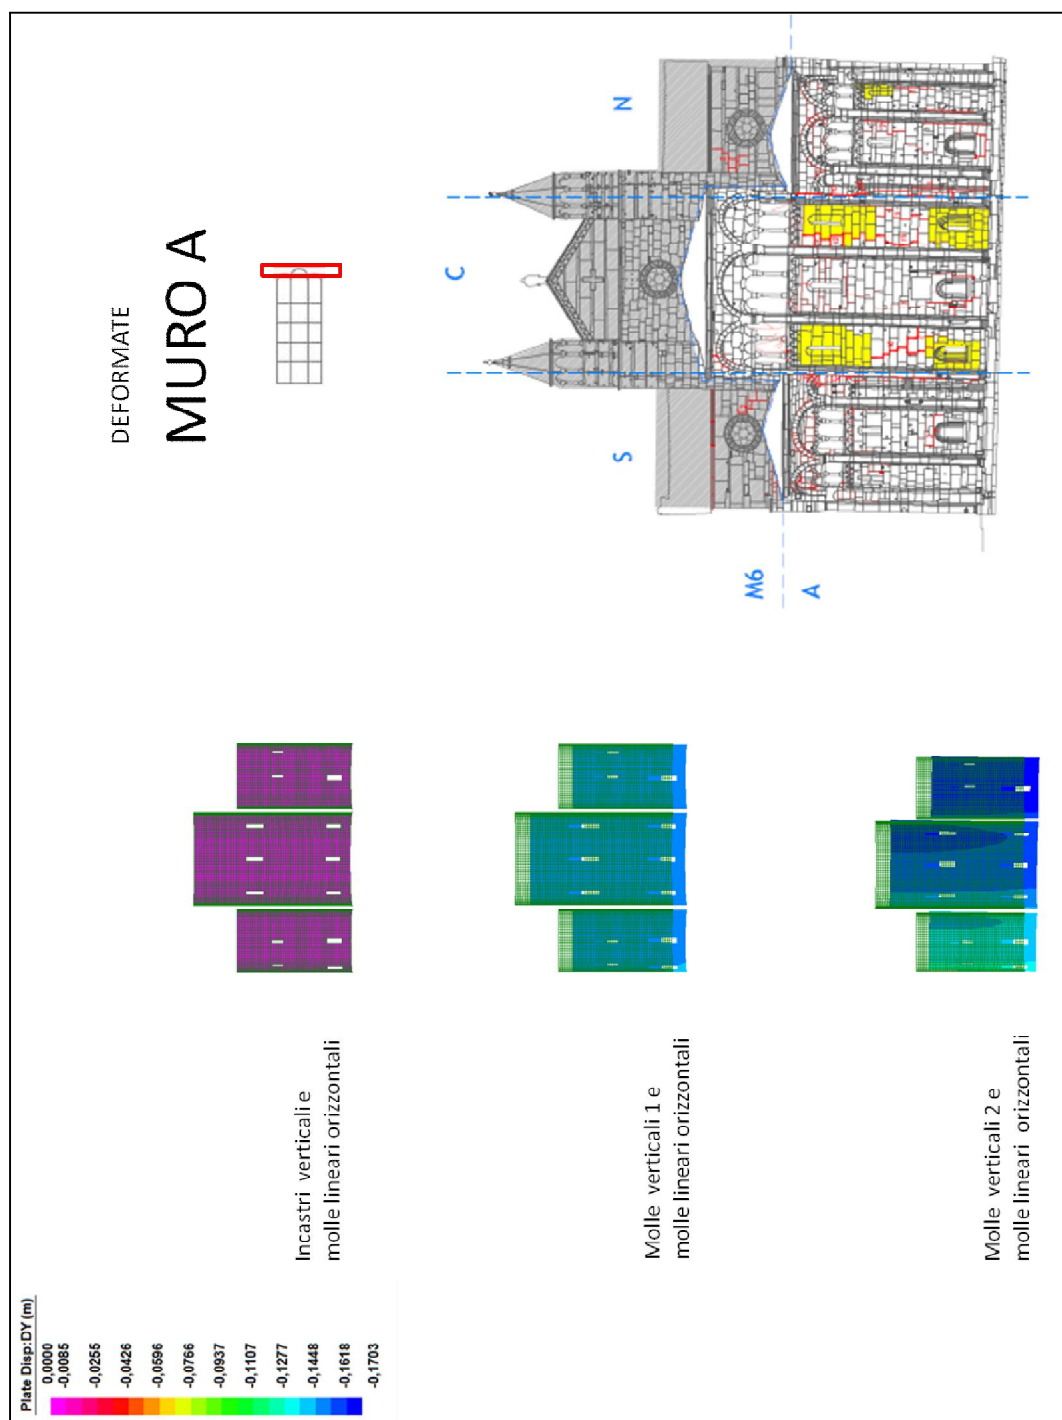 DEFORMATE
MURO A
N
C
S
M6
A
Incastri verticali e
molle lineari orizzontali
Molle verticali 1 e
molle lineari orizzontali
Molle verticali 2 e
molle lineari orizzontali
Plate Disp:DY (m)
0,0000
-0,0085
-0,0255
-0,0426
-0,0596
-0,0766
-0,0937
-0,1107
-0,1277
-0,1448
-0,1618
-0,1703